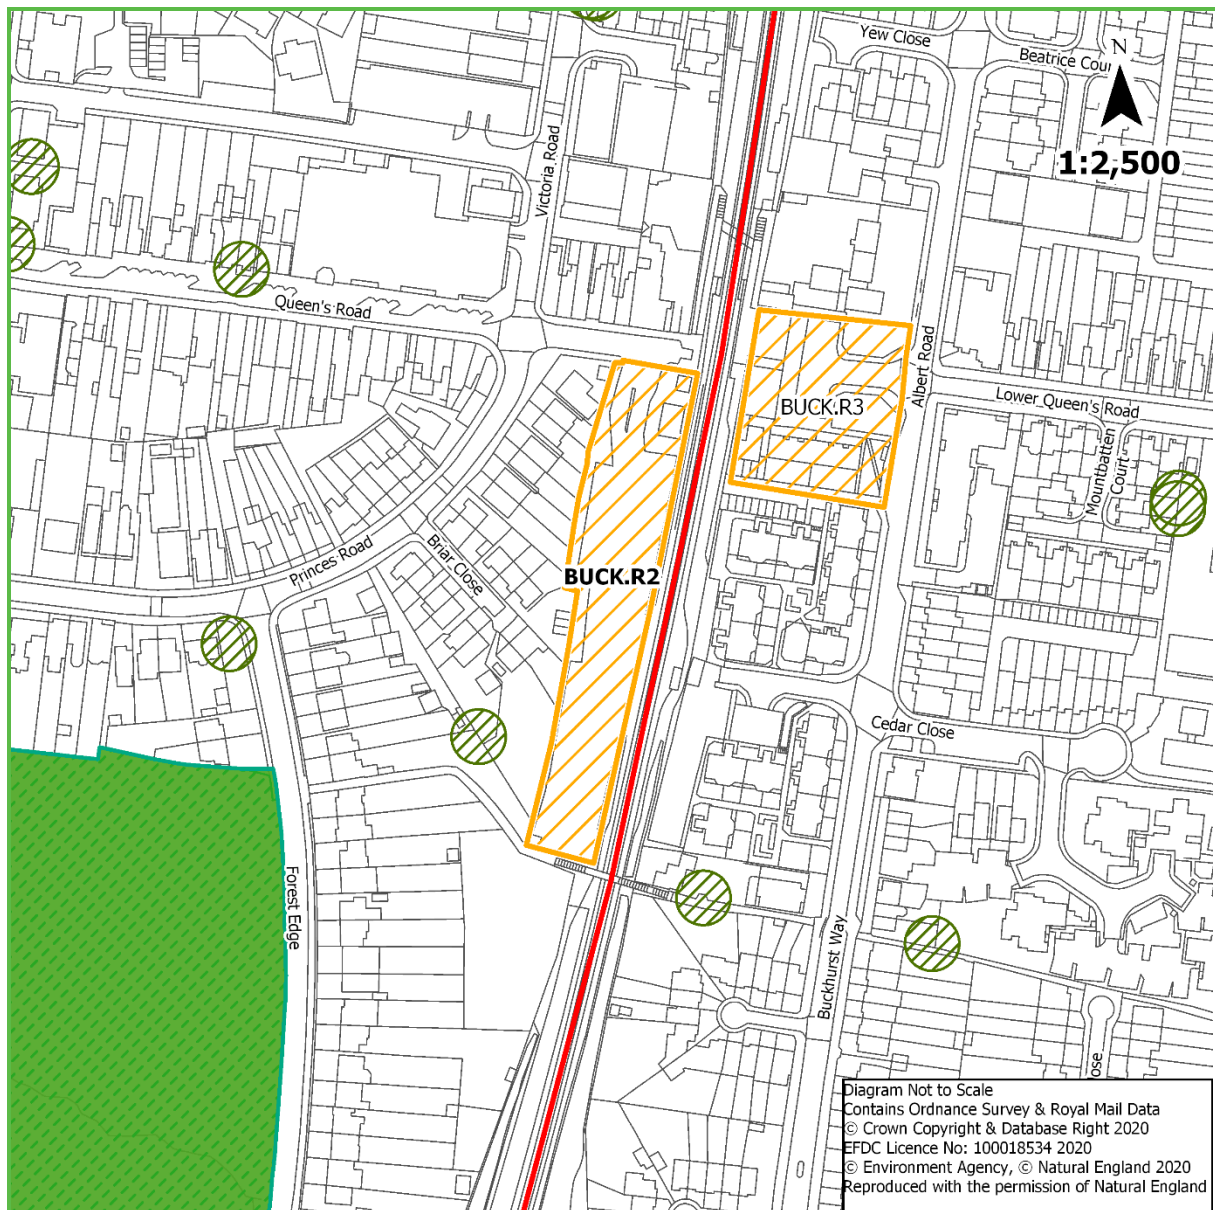 Yew Close
Beatrice Cou
N
1:2,500
Victoria Road
Queen's Road
Albert Road
BUCK.R3
Lower Queen's Road
Mountbatten
Court
Princes Road
Briar Close
BUCK.R2
Cedar Close
Forest Edge
Buckhurst Way
lose
Diagram Not to Scale
Contains Ordnance Survey & Royal Mail Data
© Crown Copyright & Database Right 2020
EFDC Licence No: 100018534 2020
© Environment Agency, © Natural England 2020
Reproduced with the permission of Natural England